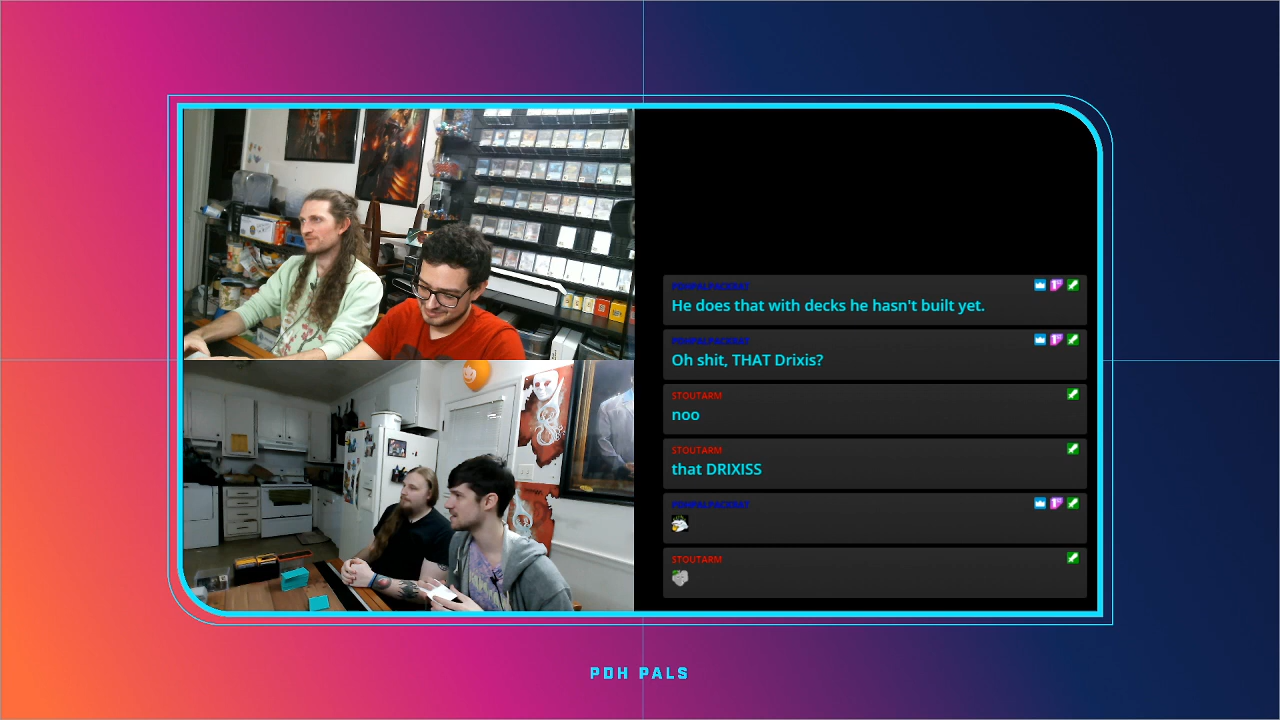 He does that with decks he hasn't built yet.
Oh shit, THAT Drixis?
STOUTARM
noo
STOUTARM
that DRIXISS
STOUTARM
PDH PALS